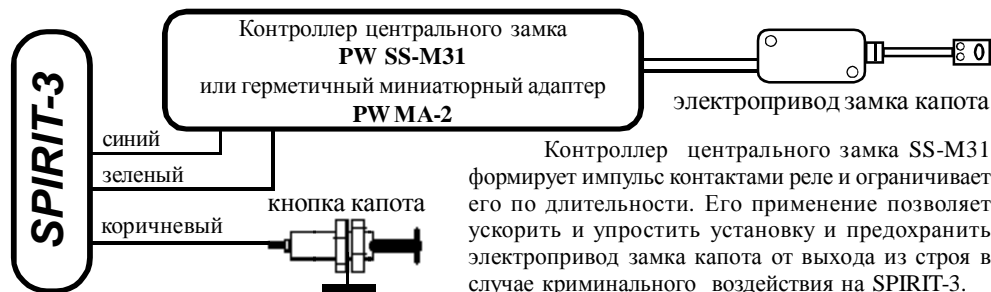 SPIRIT-3
Контроллер центрального замка
PW SS-M31
или герметичный миниатюрный адаптер
PW MA-2
электропривод замка капота
синий
зеленый
коричневый
кнопка капота
Контроллер центрального замка SS-M31
формирует импульс контактами реле и ограничивает
его по длительности. Его применение позволяет
ускорить и упростить установку и предохранить
электропривод замка капота от выхода из строя в
случае криминального воздействия на SPIRIT-3.